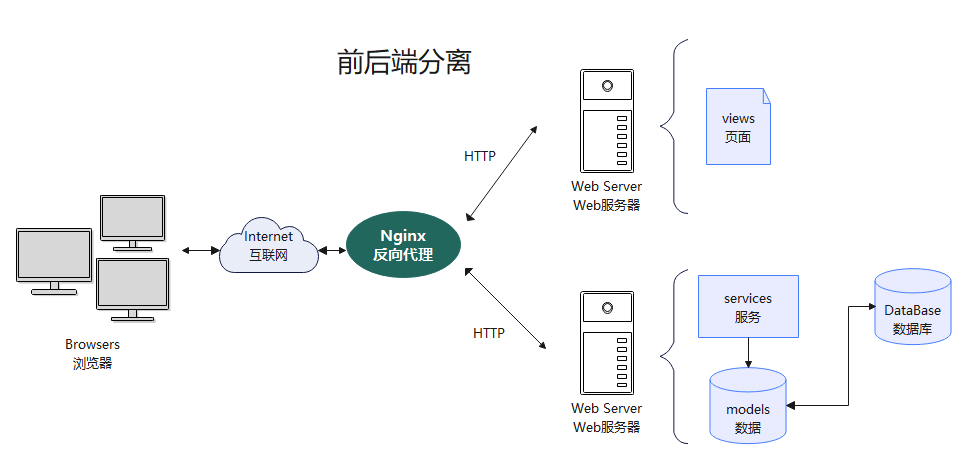 前后端分离
views
页面
HTTP
Web Server
Web服务器
Internet
互联网
Nginx
反向代理
Browsers
浏览器
HTTP
services
服务
DataBase
数据库
models
数据
Web Server
Web服务器